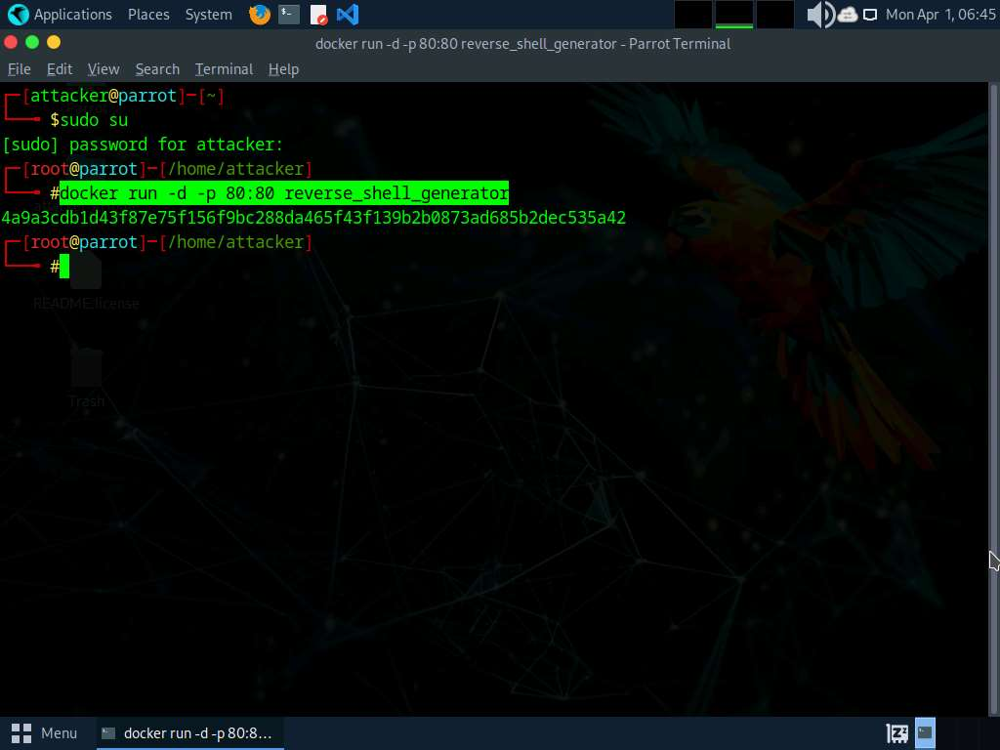 Applications Places System Mon Apr 1, 06:45
docker run -d -p 80:80 reverse_shell_generator - Parrot Terminal
File Edit View Search Terminal Help
┌─[attacker@parrot]─[~]
└──╼ $sudo su
[sudo] password for attacker:
┌─[root@parrot]─[/home/attacker]
└──╼ #docker run -d -p 80:80 reverse_shell_generator
4a9a3cdb1d43f87e75f156f9bc288da465f43f139b2b0873ad685b2dec535a42
┌─[root@parrot]─[/home/attacker]
└──╼ #
README.license
Trash
Menu docker run -d -p 80:8...